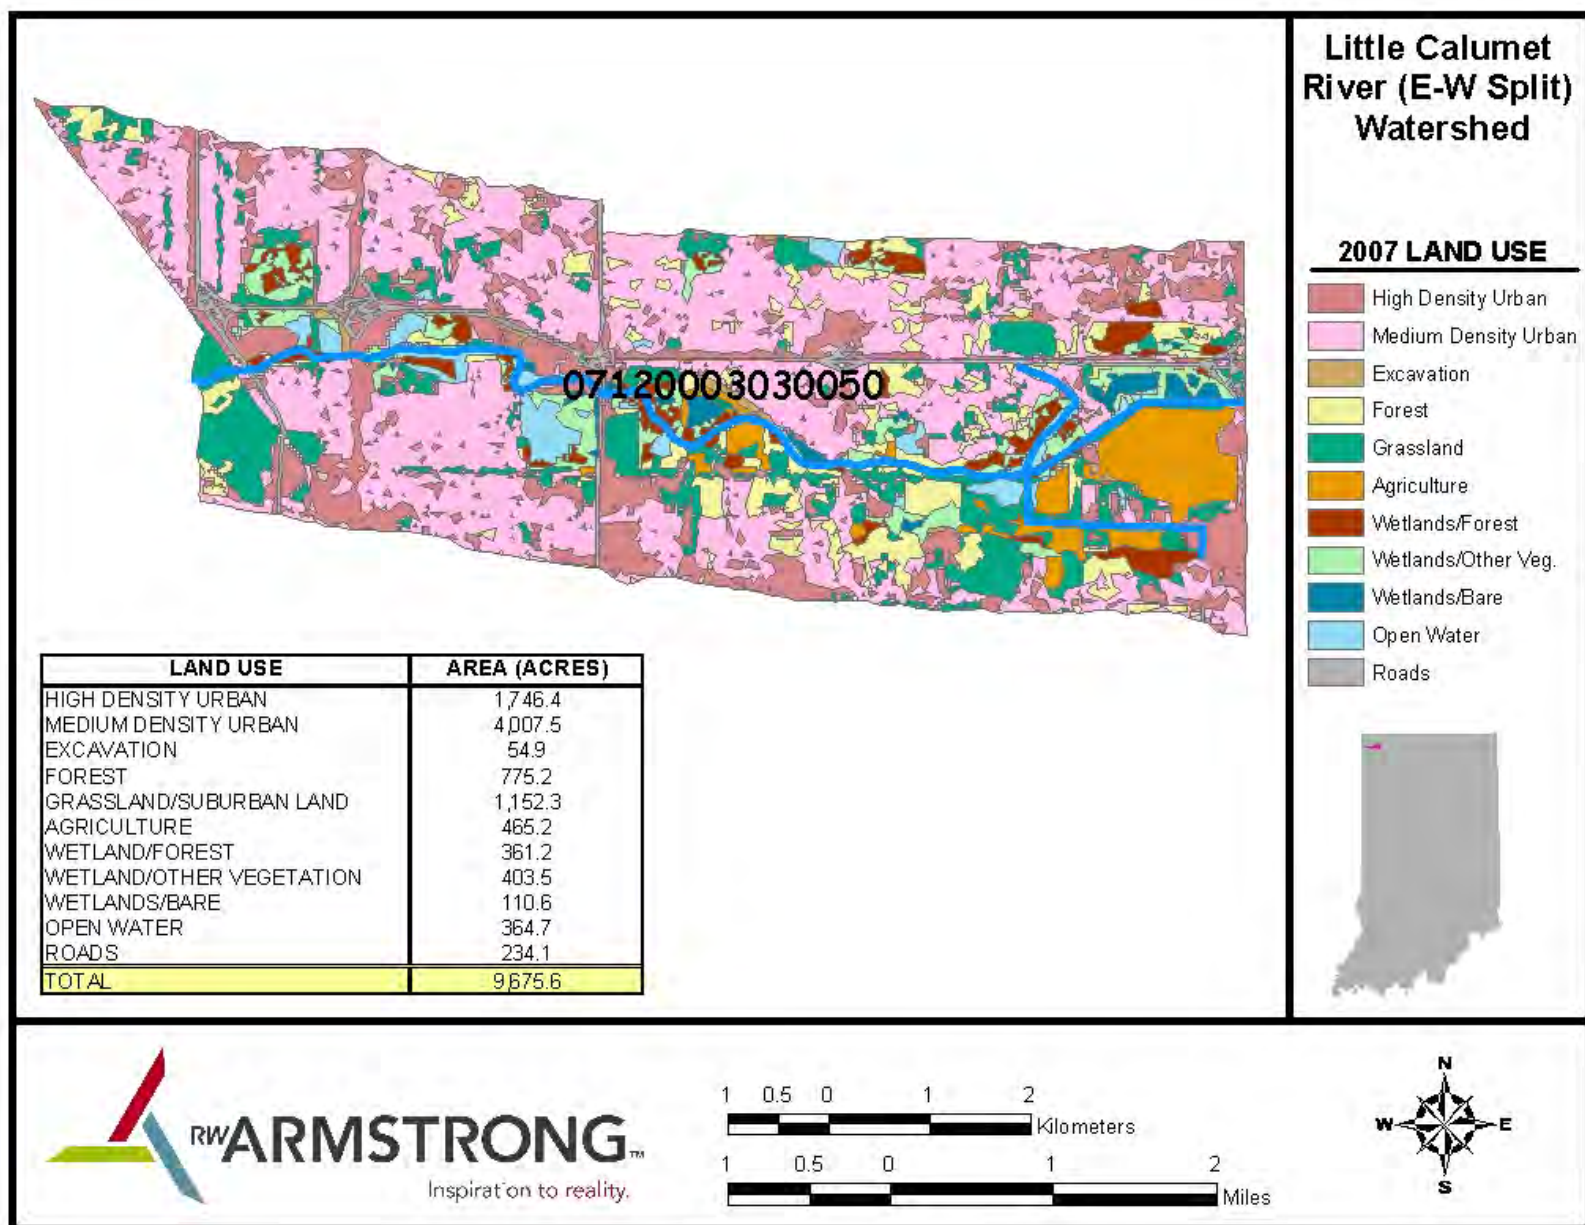 Little Calumet
River (E-W Split)
Watershed
2007 LAND USE
High Density Urban
Medium Density Urban
Excavation
Forest
Grassland
Agriculture
Wetlands/Forest
Wetlands/Other Veg.
Wetlands/Bare
Open Water
Roads
07120003030050
LAND USE AREA (ACRES)
HIGH DENSITY URBAN 1,746.4
MEDIUM DENSITY URBAN 4,007.5
EXCAVATION 54.9
FOREST 775.2
GRASSLAND/SUBURBAN LAND 1,152.3
AGRICULTURE 465.2
WETLAND/FOREST 361.2
WETLAND/OTHER VEGETATION 403.5
WETLANDS/BARE 110.6
OPEN WATER 364.7
ROADS 234.1
TOTAL 9,675.6
RWARMSTRONG™
Inspiration to reality.
1 0.5 0 1 2
Kilometers
1 0.5 0 1 2
Miles
N
W E
S